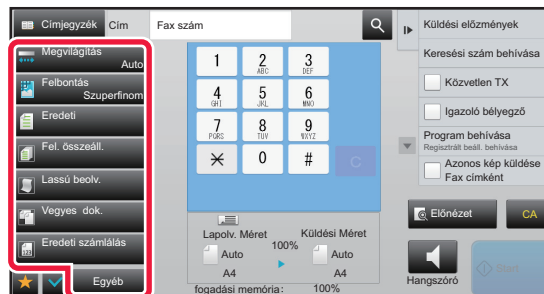 Címjegyzék
Cím
Fax szám
Megvilágítás
Auto
Felbontás
Szuperfinom
Eredeti
Fel. összeáll.
Lassú beolv.
Vegyes dok.
Eredeti számlálás
Egyéb
1
2
ABC
3
DEF
4
GHI
5
JKL
6
MNO
7
PQRS
8
TUV
9
WXYZ
0
#
C
Lapolv. Méret
100%
Küldési Méret
Auto
A4
Auto
A4
fogadási memória:
100%
Küldési előzmények
Keresési szám behívása
Közvetlen TX
Igazoló bélyegző
Program behívása
Regisztrált beáll. behívása
Azonos kép küldése
Fax címként
Előnézet
CA
Hangszóró
Start